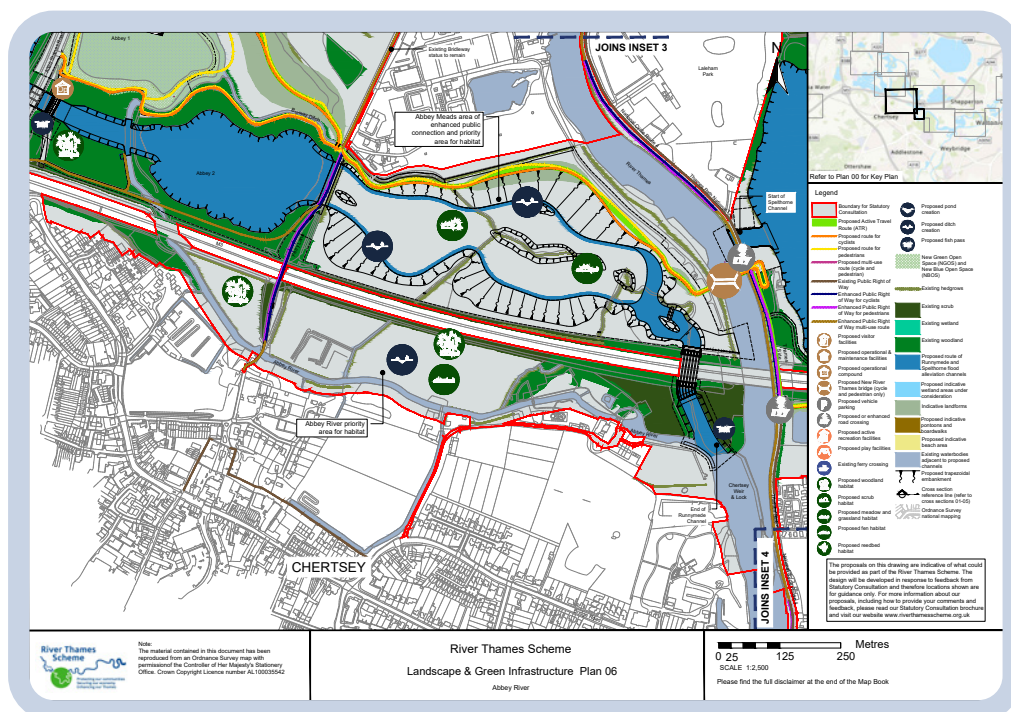 Abbey 1
Existing Bridleway
status to remain
JOINS INSET 3
Laleham
Park
N
Abbey Meads area of
enhanced public
connection and priority
area for habitat
River Thames
Abbey 2
Start of
Spelthorne
Channel
M3
Abbey River priority
area for habitat
Chertsey
Weir
& Lock
End of
Runnymede
Channel
CHERTSEY
JOINS INSET 4
Chertsey
Shepperton
Addlestone
Weybridge
Ottershaw
Refer to Plan 00 for Key Plan
Legend
Boundary for Statutory
Consultation
Proposed Active Travel
Route (ATR)
Proposed route for
cyclists
Proposed route for
pedestrians
Proposed multi-use
route (cycle and
pedestrian)
Existing Public Right of
Way
Enhanced Public Right
of Way for cyclists
Enhanced Public Right
of Way for pedestrians
Enhanced Public Right
of Way multi-use route
Proposed visitor
facilities
Proposed operational &
maintenance facilities
Proposed operational
compound
Proposed New River
Thames bridge (cycle
and pedestrian only)
Proposed vehicle
parking
Proposed or enhanced
road crossing
Proposed active
recreation facilities
Proposed play facilities
Existing ferry crossing
Proposed woodland
habitat
Proposed scrub
habitat
Proposed meadow and
grassland habitat
Proposed fen habitat
Proposed reedbed
habitat
Proposed pond
creation
Proposed ditch
creation
Proposed fish pass
New Green Open
Space (NGOS) and
New Blue Open Space
(NBOS)
Existing hedgrows
Existing scrub
Existing wetland
Existing woodland
Proposed route of
Runnymede and
Spelthorne flood
alleviation channels
Proposed indicative
wetland areas under
consideration
Indicative landforms
Proposed indicative
pontoons and
boardwalks
Proposed indicative
beach area
Existing waterbodies
adjacent to proposed
channels
Proposed trapezoidal
embankment
Cross section
reference line (refer to
cross sections 01-05)
Ordnance Survey
national mapping
The proposals on this drawing are indicative of what could
be provided as part of the River Thames Scheme. The
design will be developed in response to feedback from
Statutory Consultation and therefore locations shown are
for guidance only. For more information about our
proposals, including how to provide your comments and
feedback, please read our Statutory Consultation brochure
and visit our website www.riverthamesscheme.org.uk
River Thames
Scheme
Note:
The material contained in this document has been
reproduced from an Ordnance Survey map with
permissionof the Controller of Her Majesty's Stationery
Office. Crown Copyright Licence number AL100035542
River Thames Scheme
Landscape & Green Infrastructure Plan 06
Abbey River
Metres
0 25 125 250
SCALE 1:2,500
Please find the full disclaimer at the end of the Map Book